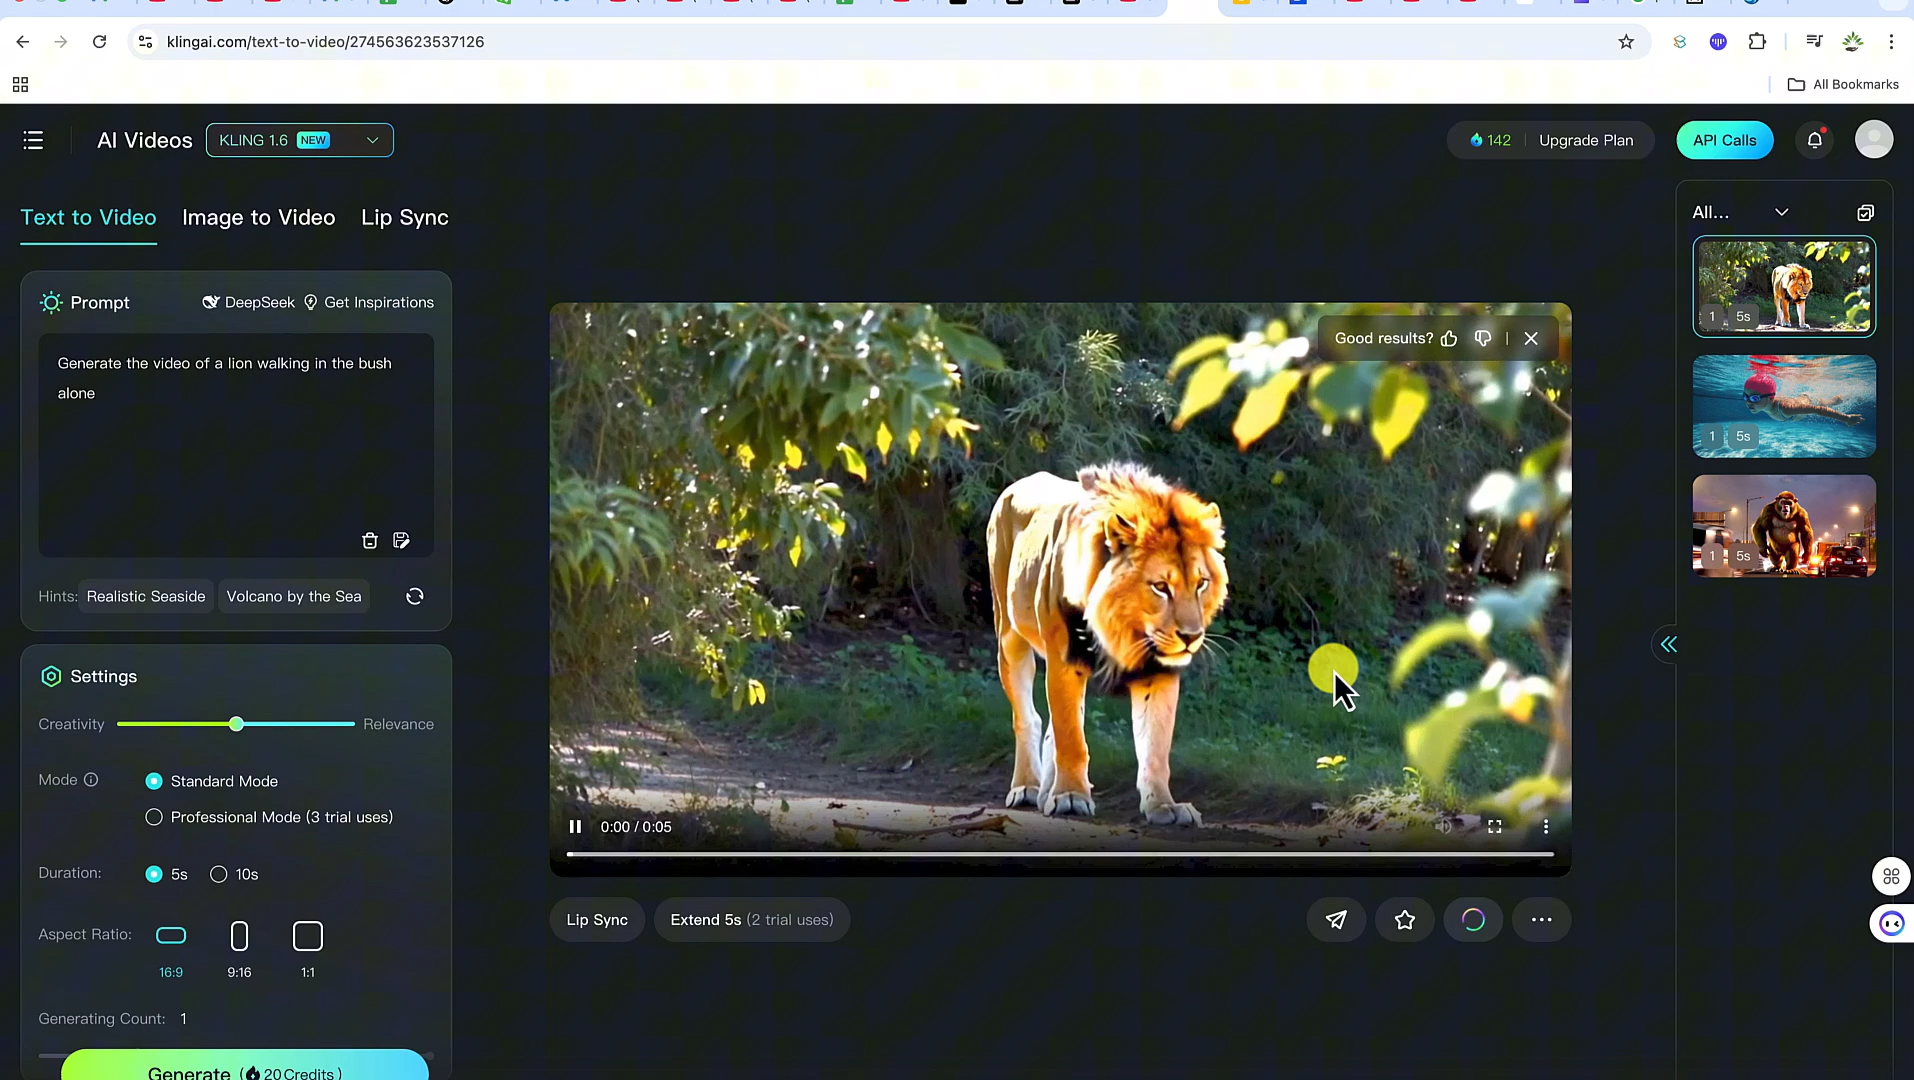 klingai.com/text-to-video/274563623537126
All Bookmarks
AI Videos
KLING 1.6 NEW
142
Upgrade Plan
API Calls
Text to Video
Image to Video
Lip Sync
All...
Prompt
DeepSeek
Get Inspirations
Good results?
Generate the video of a lion walking in the bush
alone
1 5s
1 5s
1 5s
Hints:
Realistic Seaside
Volcano by the Sea
Settings
Creativity
Relevance
Mode
Standard Mode
Professional Mode (3 trial uses)
0:00 / 0:05
Duration:
5s
10s
Lip Sync
Extend 5s (2 trial uses)
Aspect Ratio:
16:9
9:16
1:1
Generating Count: 1
Generate ( 20 Credits )